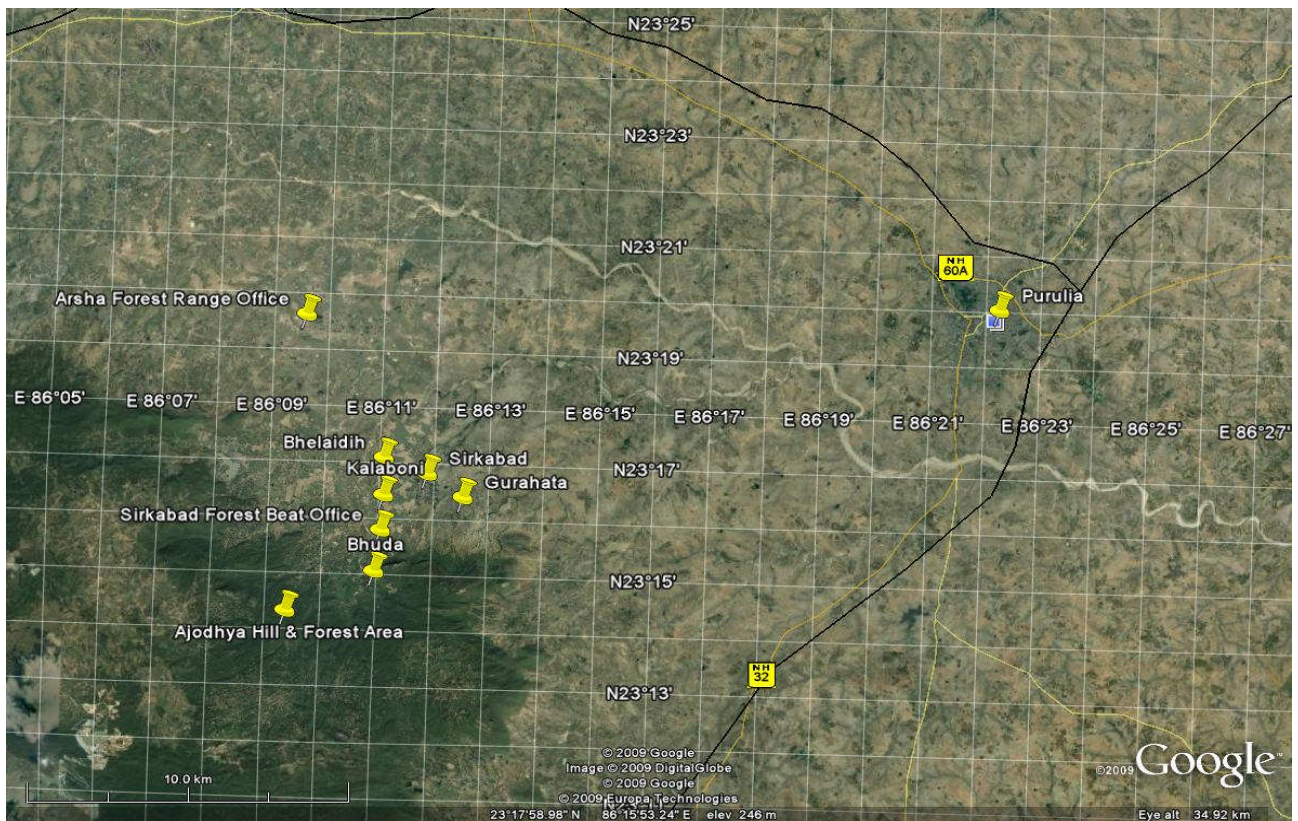 N23°25'
N23°23'
N23°21'
NH
60A
Arsha Forest Range Office
Purulia
N23°19'
E 86°05'
E 86°07'
E 86°09'
E 86°11'
E 86°13'
E 86°15'
E 86°17'
E 86°19'
E 86°21'
E 86°23'
E 86°25'
E 86°27'
Bhelaidih
Sirkabad
Kalaboni
N23°17'
Gurahata
Sirkabad Forest Beat Office
Bhuda
N23°15'
Ajodhya Hill & Forest Area
NH
32
N23°13'
© 2009 Google
Image © 2009 DigitalGlobe
© 2009 Google
© 2009 Europa Technologies
©2009 Google™
10.0 km
23°17'58.98" N 86°15'53.24" E elev 246 m
Eye alt 34.92 km